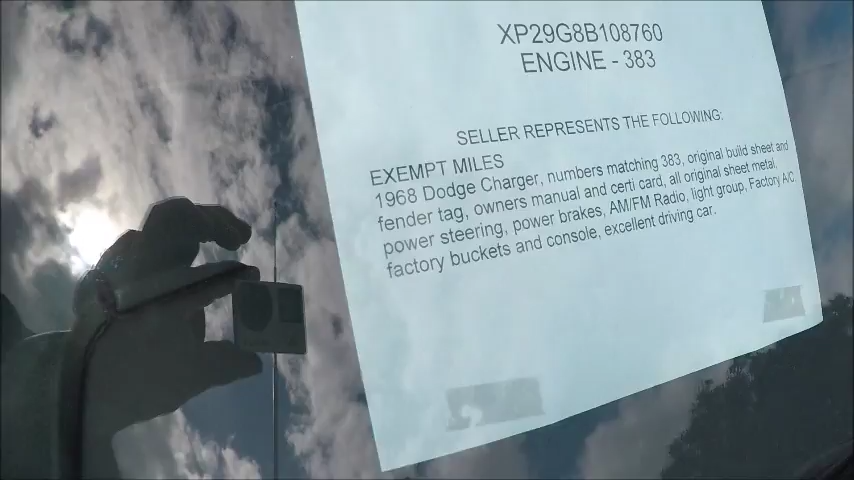 XP29G8B108760
ENGINE - 383
SELLER REPRESENTS THE FOLLOWING:
EXEMPT MILES
1968 Dodge Charger, numbers matching 383, original build sheet and
fender tag, owners manual and certi card, all original sheet metal,
power steering, power brakes, AM/FM Radio, light group, Factory A/C
factory buckets and console, excellent driving car.